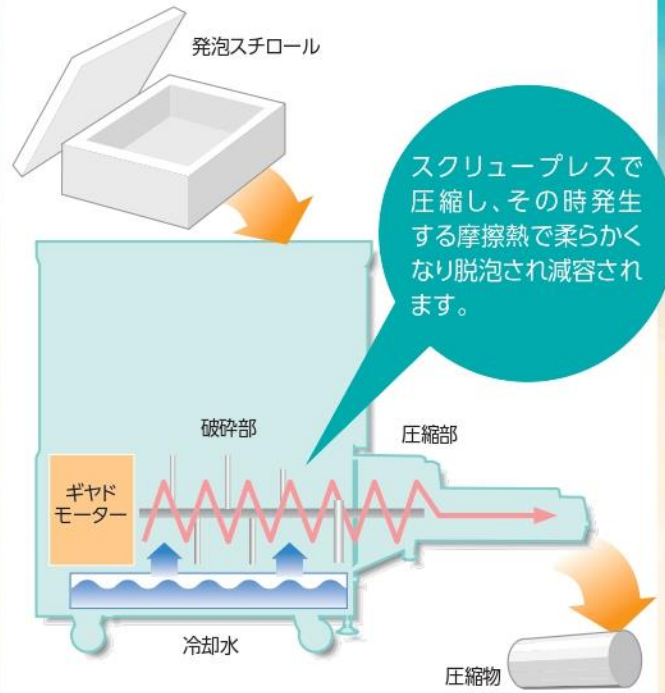 発泡スチロール
スクリュープレスで
圧縮し、その時発生
する摩擦熱で柔らかく
なり脱泡され減容され
ます。
破砕部
圧縮部
ギヤド
モーター
冷却水
圧縮物